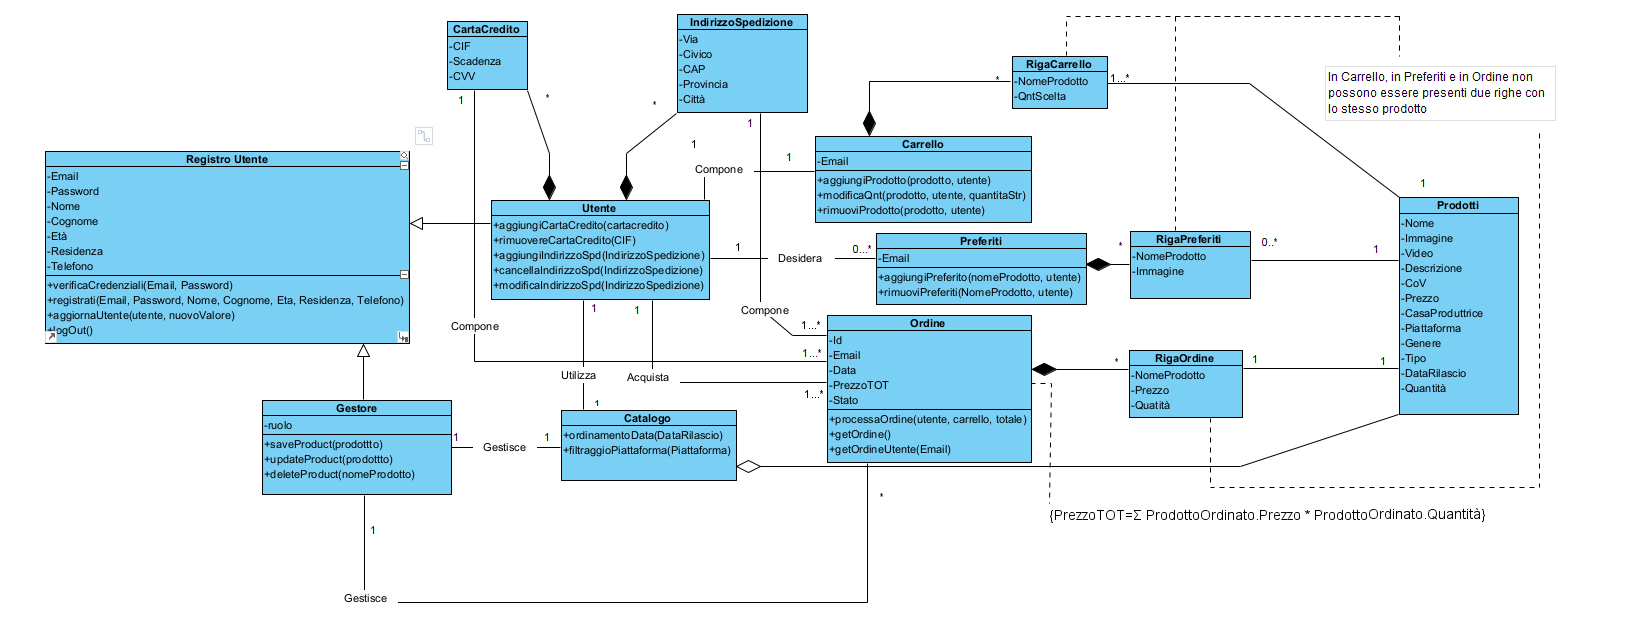 CartaCredito
-CIF
-Scadenza
-CVV
1
*
IndirizzoSpedizione
-Via
-Civico
-CAP
-Provincia
-Città
*
1
RigaCarrello
-NomeProdotto
-QntScelta
*
1...*
In Carrello, in Preferiti e in Ordine non
possono essere presenti due righe con
lo stesso prodotto
Registro Utente
-Email
-Password
-Nome
-Cognome
-Età
-Residenza
-Telefono
+verificaCredenziali(Email, Password)
+registrati(Email, Password, Nome, Cognome, Eta, Residenza, Telefono)
+aggiornaUtente(utente, nuovoValore)
+logOut()
Utente
+aggiungiCartaCredito(cartacredito)
+rimuovereCartaCredito(CIF)
+aggiungiIndirizzoSpd(IndirizzoSpedizione)
+cancellaIndirizzoSpd(IndirizzoSpedizione)
+modificaIndirizzoSpd(IndirizzoSpedizione)
1
Compone
1
Carrello
-Email
+aggiungiProdotto(prodotto, utente)
+modificaQnt(prodotto, utente, quantitaStr)
+rimuoviProdotto(prodotto, utente)
1
Desidera
0...*
Preferiti
-Email
+aggiungiPreferito(nomeProdotto, utente)
+rimuoviPreferiti(NomeProdotto, utente)
*
RigaPreferiti
-NomeProdotto
-Immagine
0..*
1
1
Prodotti
-Nome
-Immagine
-Video
-Descrizione
-CoV
-Prezzo
-CasaProduttrice
-Piattaforma
-Genere
-Tipo
-DataRilascio
-Quantità
Compone
Compone
1...*
1...*
1...*
1
1
Utilizza
Acquista
1
Ordine
-Id
-Email
-Data
-PrezzoTOT
-Stato
+processaOrdine(utente, carrello, totale)
+getOrdine()
+getOrdineUtente(Email)
*
*
RigaOrdine
-NomeProdotto
-Prezzo
-Quatità
1
1
Gestore
-ruolo
+saveProduct(prodottto)
+updateProduct(prodottto)
+deleteProduct(nomeProdotto)
1
Gestisce
1
Catalogo
+ordinamentoData(DataRilascio)
+filtraggioPiattaforma(Piattaforma)
{PrezzoTOT=Σ ProdottoOrdinato.Prezzo * ProdottoOrdinato.Quantità}
1
Gestisce